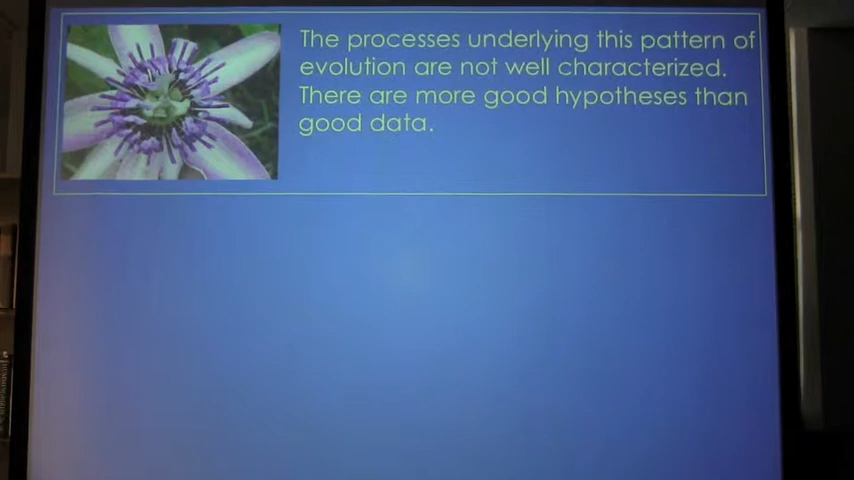 The processes underlying this pattern of
evolution are not well characterized.
There are more good hypotheses than
good data.